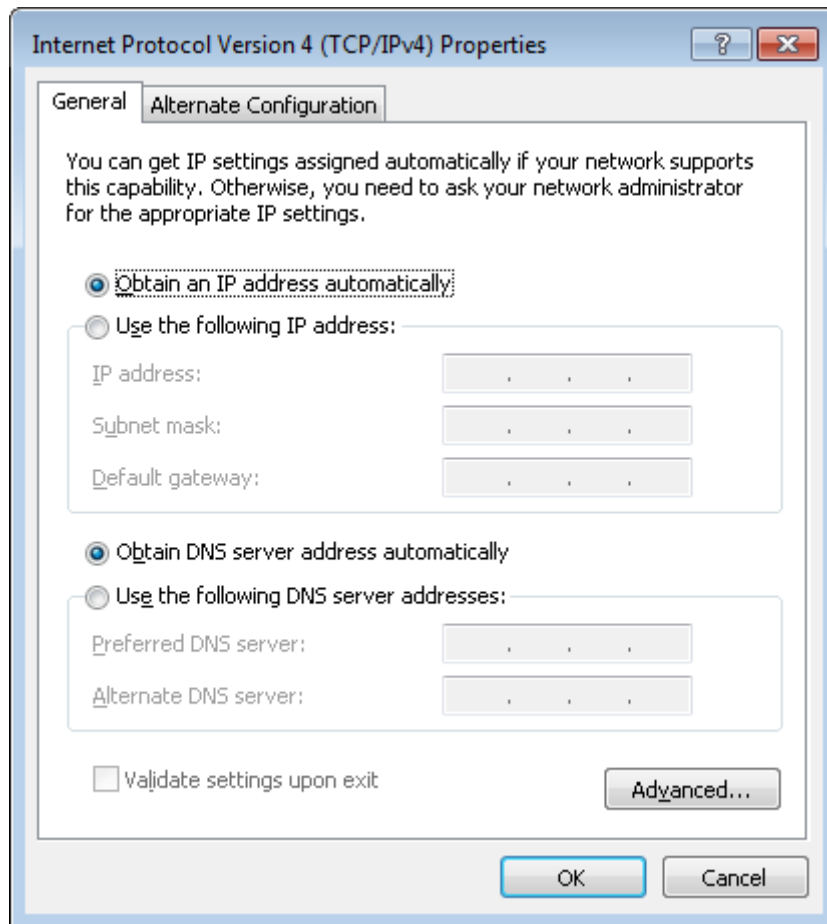 Internet Protocol Version 4 (TCP/IPv4) Properties
?
General
Alternate Configuration
You can get IP settings assigned automatically if your network supports
this capability. Otherwise, you need to ask your network administrator
for the appropriate IP settings.
Obtain an IP address automatically
Use the following IP address:
IP address:
. . .
Subnet mask:
. . .
Default gateway:
. . .
Obtain DNS server address automatically
Use the following DNS server addresses:
Preferred DNS server:
. . .
Alternate DNS server:
. . .
Validate settings upon exit
Advanced...
OK
Cancel